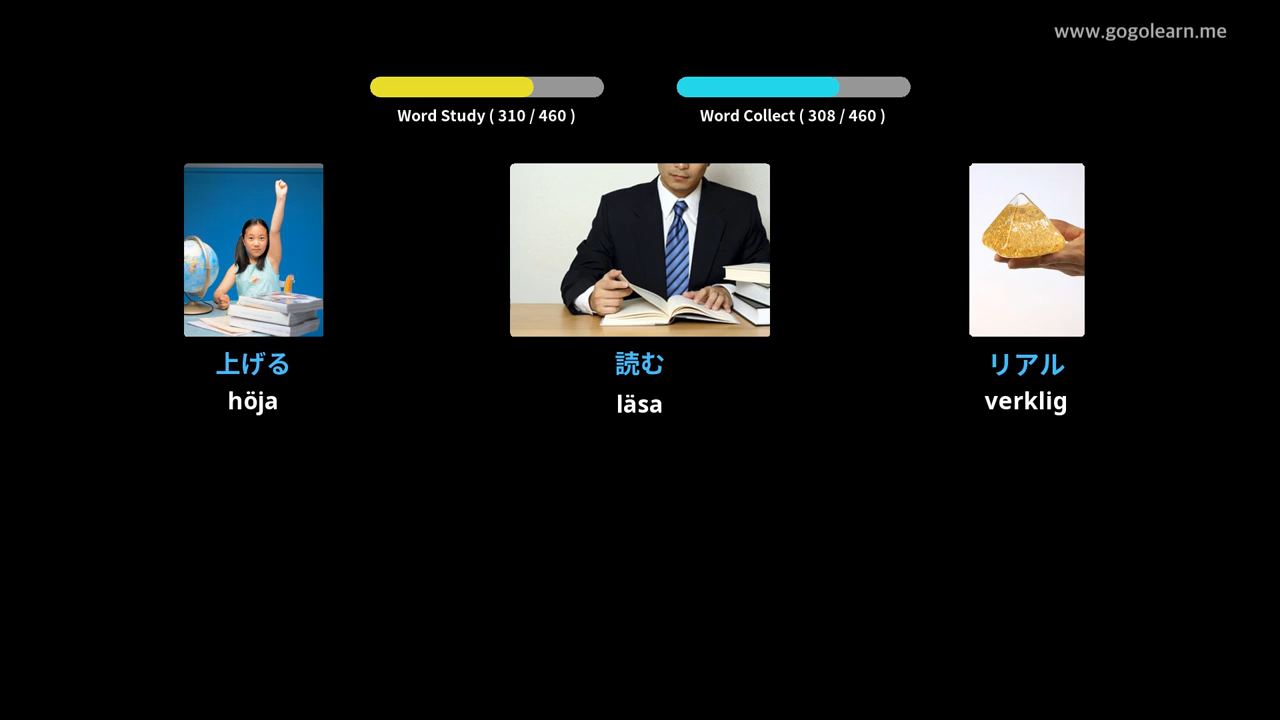 www.gogolearn.me
Word Study ( 310 / 460 )
Word Collect ( 308 / 460 )
上げる
höja
読む
läsa
リアル
verklig